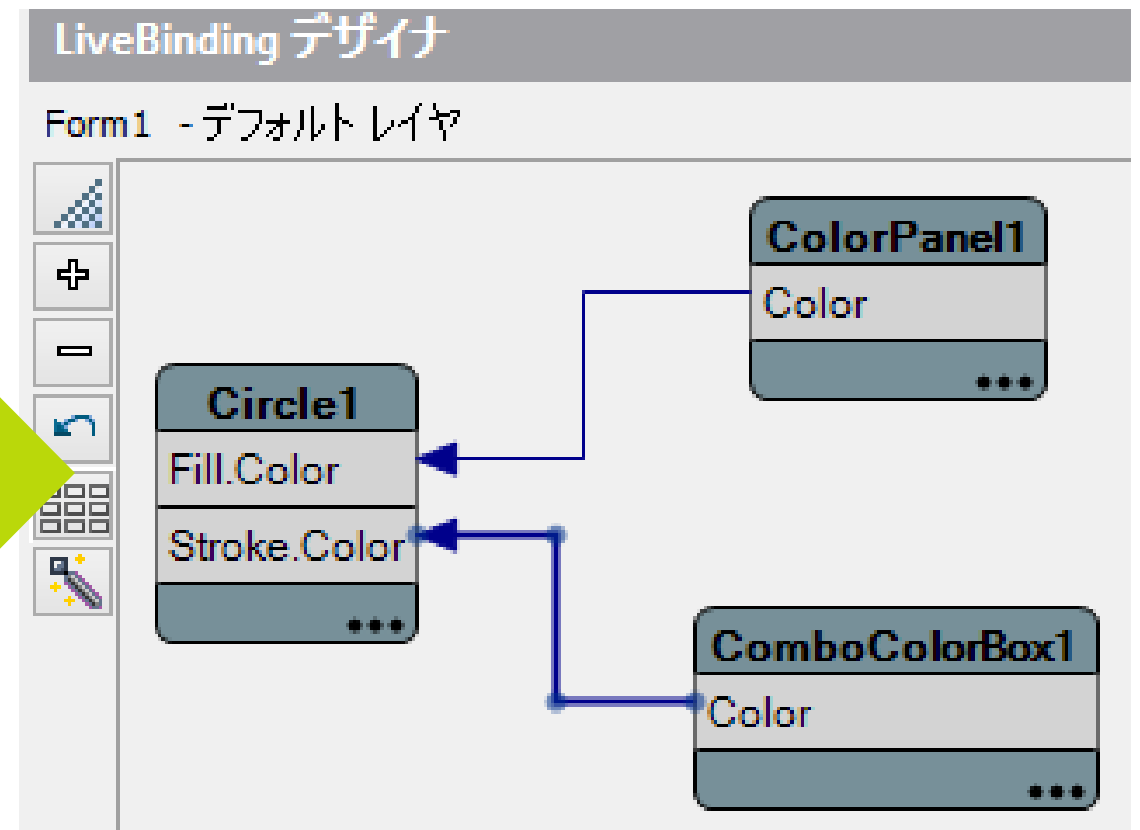 LiveBinding デザイナ
Form1 - デフォルト レイヤ
ColorPanel1
Color
Circle1
Fill.Color
Stroke.Color
ComboColorBox1
Color